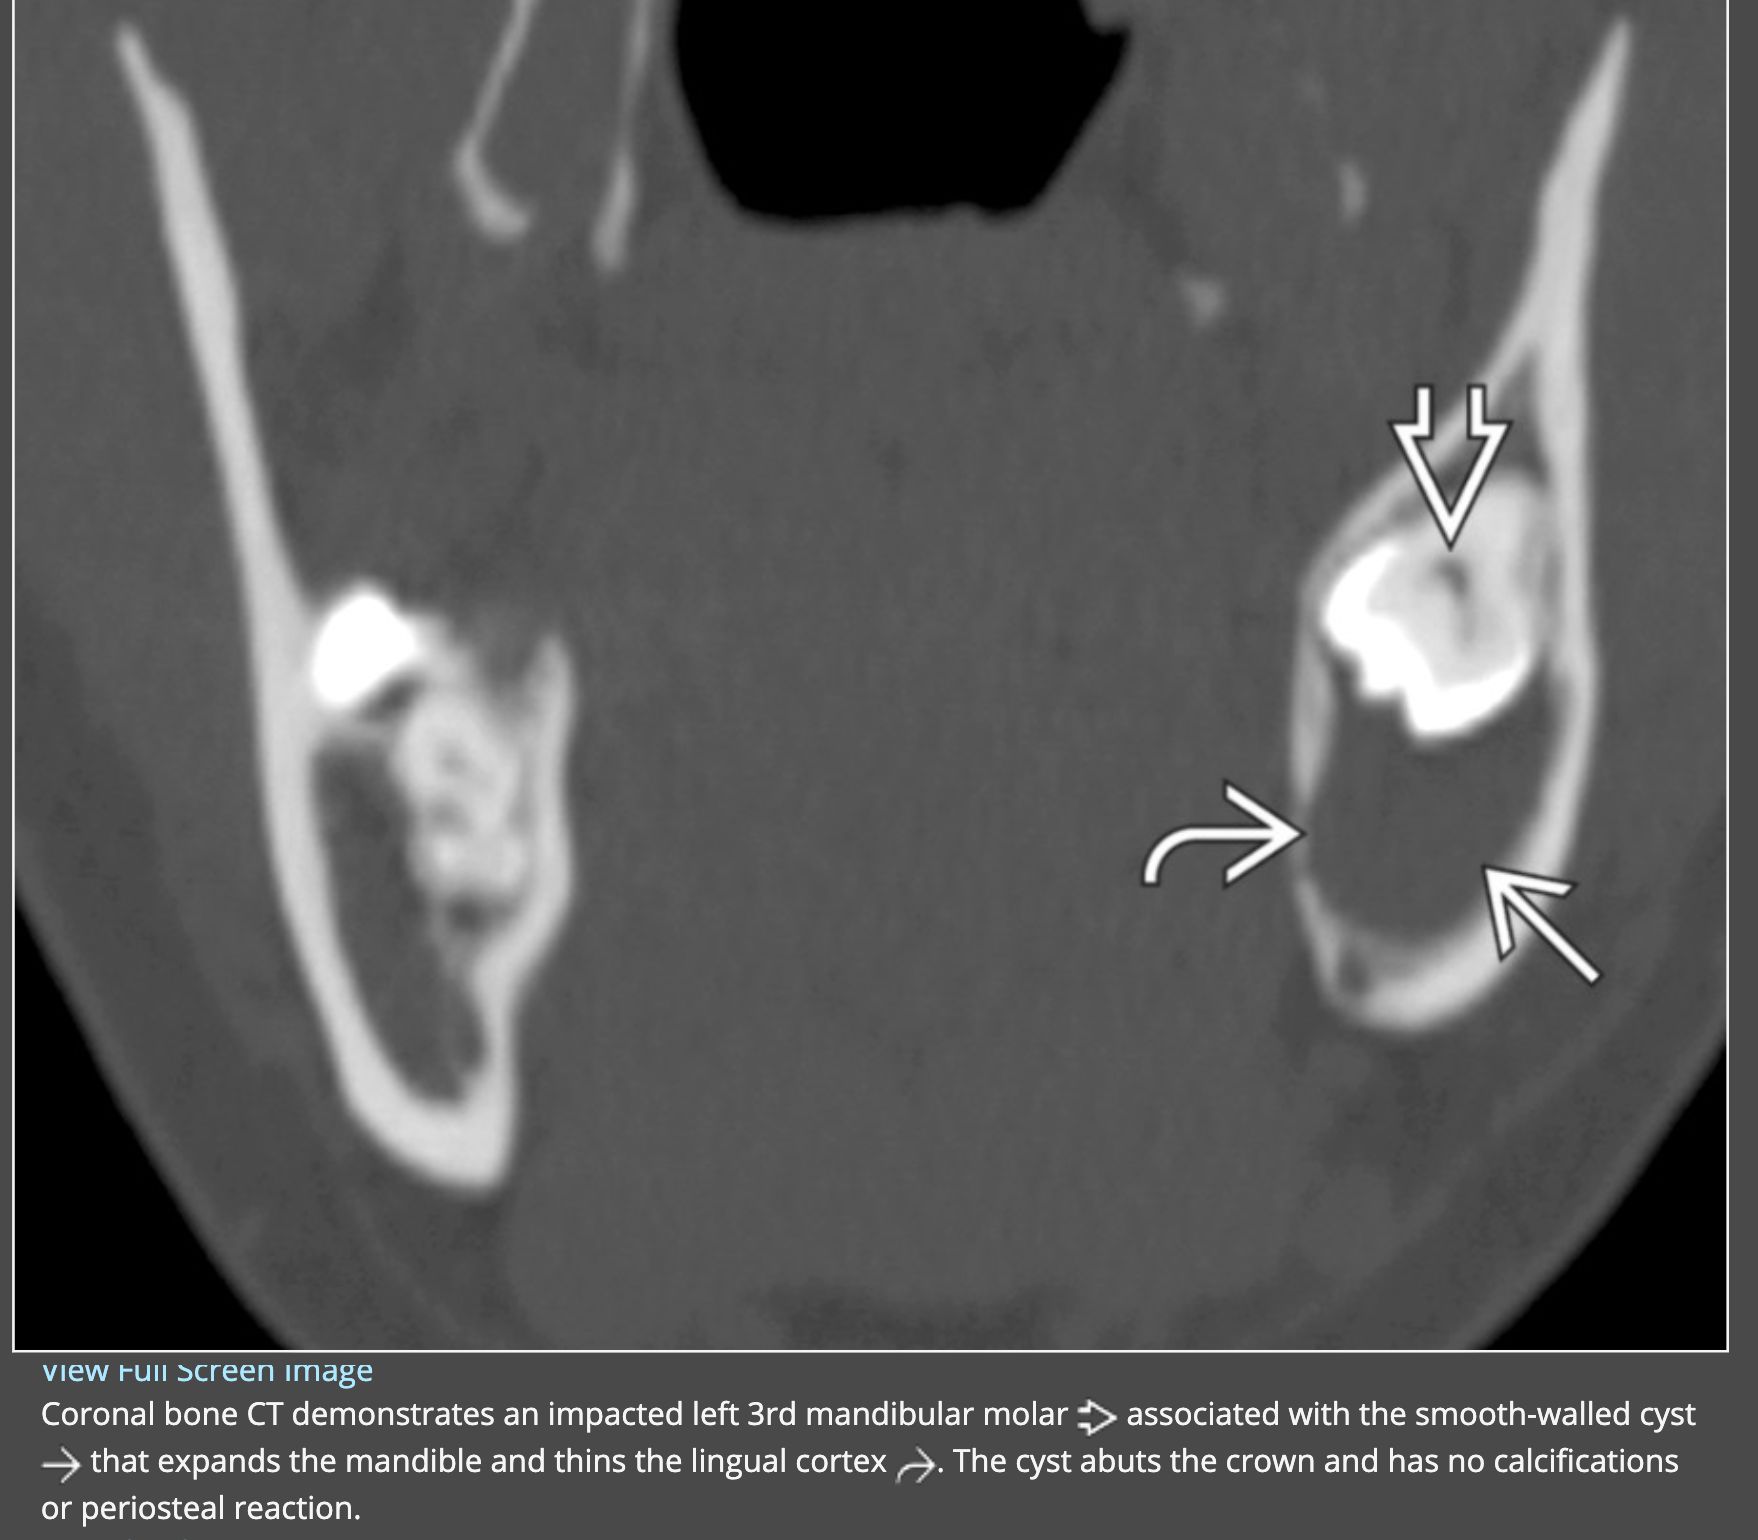 View Full Screen Image
Coronal bone CT demonstrates an impacted left 3rd mandibular molar associated with the smooth-walled cyst
that expands the mandible and thins the lingual cortex . The cyst abuts the crown and has no calcifications
or periosteal reaction.